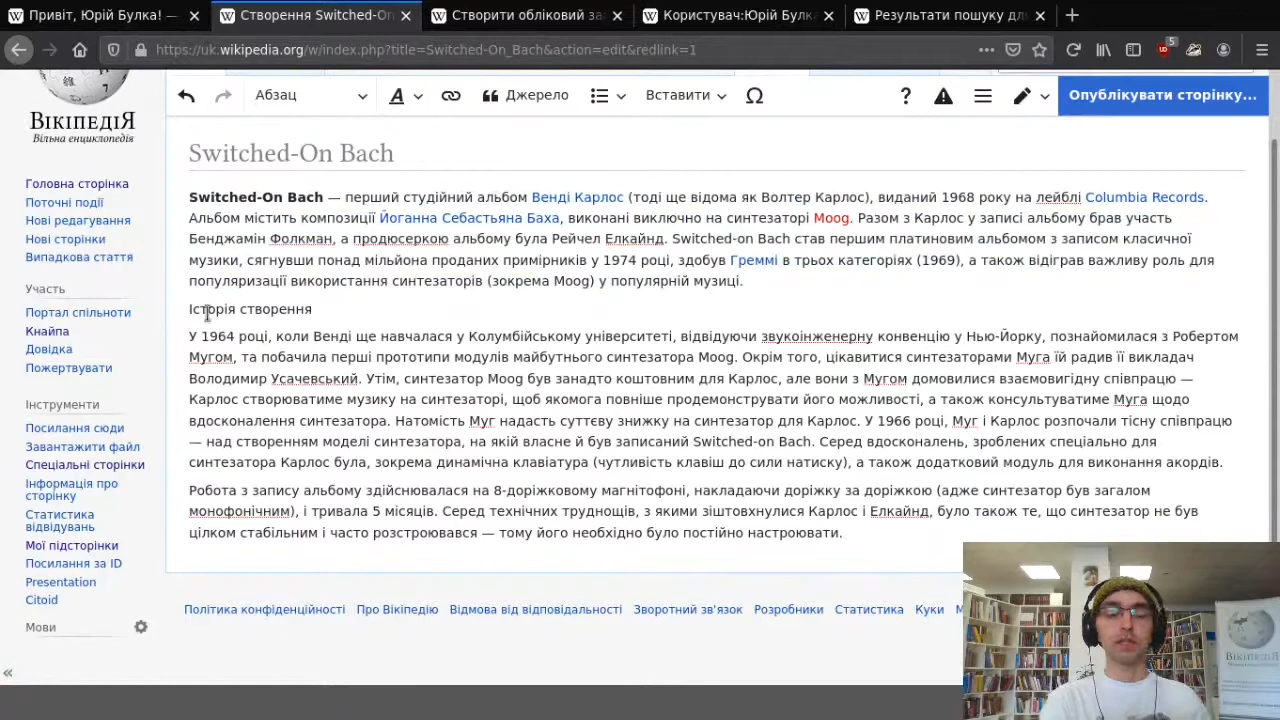 Привіт, Юрій Булка! —
Створення Switched-On
Створити обліковий за
Користувач:Юрій Булка
Результати пошуку для
https://uk.wikipedia.org/w/index.php?title=Switched-On_Bach&action=edit&redlink=1
5
Абзац
A
Джерело
Вставити
Ω
?
Опублікувати сторінку...
ВІКІПЕДІЯ
Вільна енциклопедія
Головна сторінка
Поточні події
Нові редагування
Нові сторінки
Випадкова стаття
Участь
Портал спільноти
Кнайпа
Довідка
Пожертвувати
Інструменти
Посилання сюди
Завантажити файл
Спеціальні сторінки
Інформація про
сторінку
Статистика
відвідувань
Мої підсторінки
Посилання за ID
Presentation
Citoid
Мови
«
Switched-On Bach
Switched-On Bach — перший студійний альбом Венді Карлос (тоді ще відома як Волтер Карлос), виданий 1968 року на лейблі Columbia Records.
Альбом містить композиції Йоганна Себастьяна Баха, виконані виключно на синтезаторі Moog. Разом з Карлос у записі альбому брав участь
Бенджамін Фолкман, а продюсеркою альбому була Рейчел Елкайнд. Switched-on Bach став першим платиновим альбомом з записом класичної
музики, сягнувши понад мільйона проданих примірників у 1974 році, здобув Греммі в трьох категоріях (1969), а також відіграв важливу роль для
популяризації використання синтезаторів (зокрема Moog) у популярній музиці.
Історія створення
У 1964 році, коли Венді ще навчалася у Колумбійському університеті, відвідуючи звукоінженерну конвенцію у Нью-Йорку, познайомилася з Робертом
Мугом, та побачила перші прототипи модулів майбутнього синтезатора Moog. Окрім того, цікавитися синтезаторами Муга їй радив її викладач
Володимир Усачевський. Утім, синтезатор Moog був занадто коштовним для Карлос, але вони з Мугом домовилися взаємовигідну співпрацю —
Карлос створюватиме музику на синтезаторі, щоб якомога повніше продемонструвати його можливості, а також консультуватиме Муга щодо
вдосконалення синтезатора. Натомість Муг надасть суттєву знижку на синтезатор для Карлос. У 1966 році, Муг і Карлос розпочали тісну співпрацю
— над створенням моделі синтезатора, на якій власне й був записаний Switched-on Bach. Серед вдосконалень, зроблених спеціально для
синтезатора Карлос була, зокрема динамічна клавіатура (чутливість клавіш до сили натиску), а також додатковий модуль для виконання акордів.
Робота з запису альбому здійснювалася на 8-доріжковому магнітофоні, накладаючи доріжку за доріжкою (адже синтезатор був загалом
монофонічним), і тривала 5 місяців. Серед технічних труднощів, з якими зіштовхнулися Карлос і Елкайнд, було також те, що синтезатор не був
цілком стабільним і часто розстроювався — тому його необхідно було постійно настроювати.
Політика конфіденційності Про Вікіпедію Відмова від відповідальності Зворотний зв'язок Розробники Статистика Куки
ВІКІПЕДІЯ